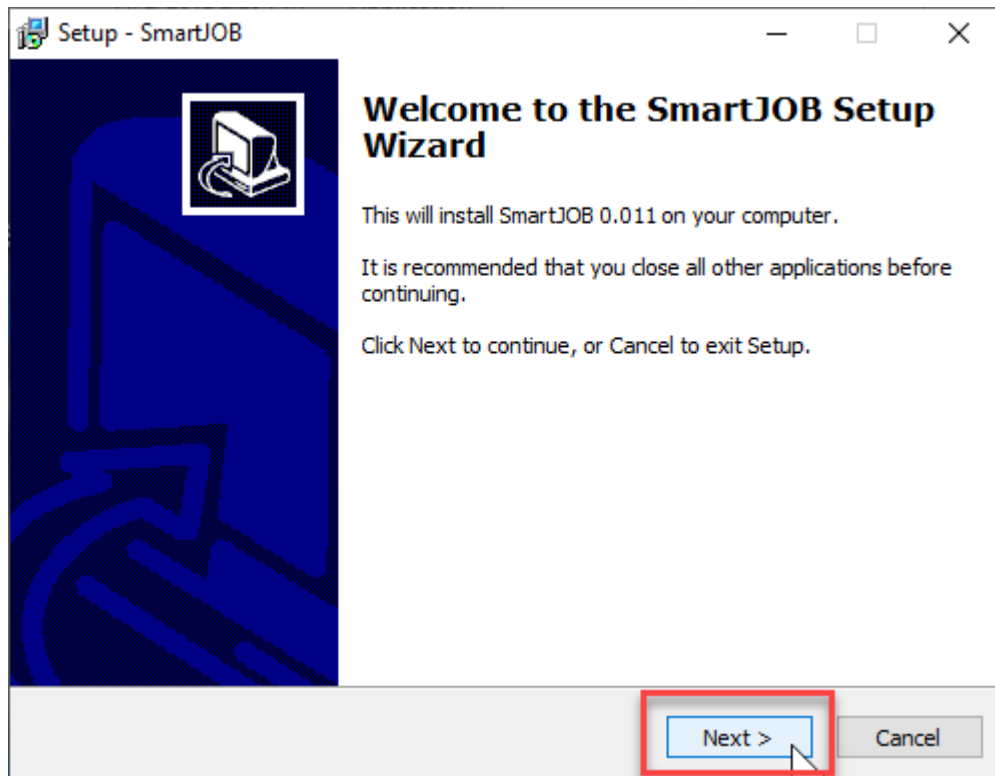 Setup - SmartJOB
Welcome to the SmartJOB Setup
Wizard
This will install SmartJOB 0.011 on your computer.
It is recommended that you close all other applications before
continuing.
Click Next to continue, or Cancel to exit Setup.
Next >
Cancel